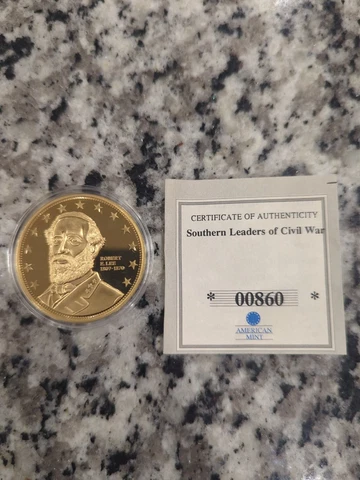 ROBERT
E. LEE
1807-1870
CERTIFICATE OF AUTHENTICITY
Southern Leaders of Civil War
* 00860 *
AMERICAN
MINT